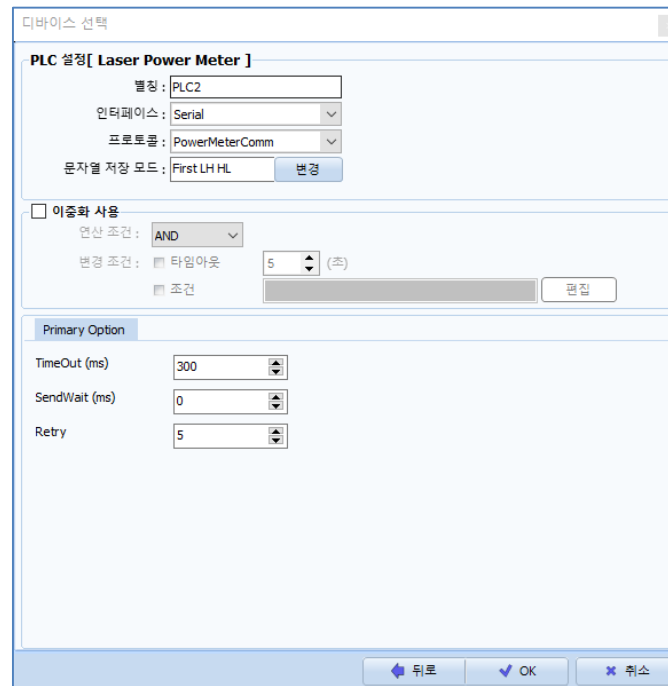 디바이스 선택
PLC 설정[ Laser Power Meter ]
별칭 : PLC2
인터페이스 : Serial
프로토콜 : PowerMeterComm
문자열 저장 모드 : First LH HL 변경
이중화 사용
연산 조건 : AND
변경 조건 : 타임아웃 5 (초)
조건 편집
Primary Option
TimeOut (ms) 300
SendWait (ms) 0
Retry 5
뒤로 OK 취소